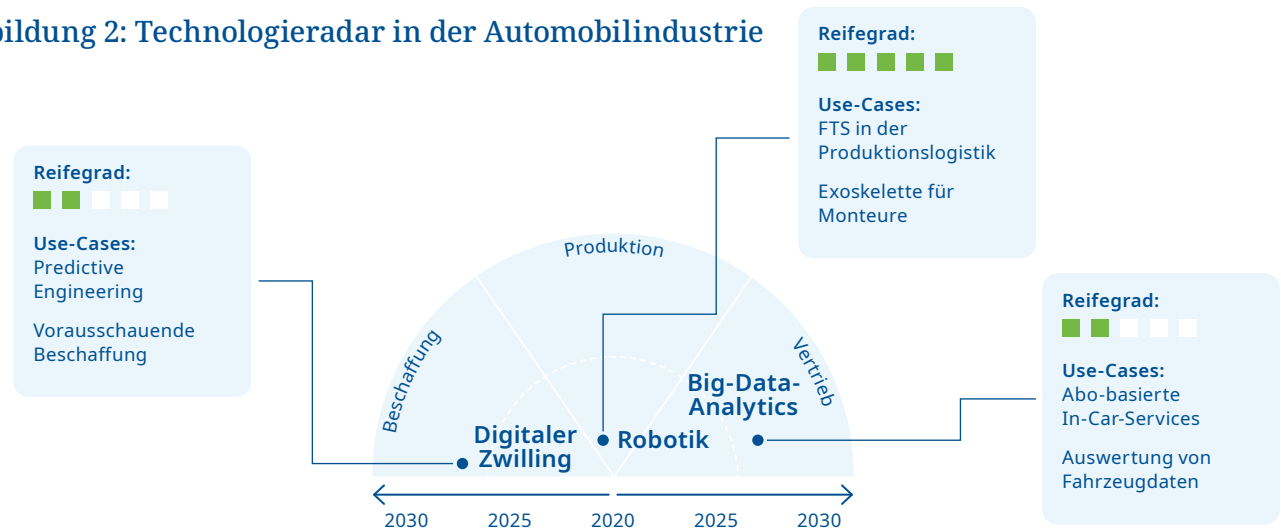 bildung 2: Technologieradar in der Automobilindustrie
Reifegrad:
Use-Cases:
FTS in der
Produktionslogistik
Exoskelette für
Monteure
Reifegrad:
Use-Cases:
Predictive
Engineering
Vorausschauende
Beschaffung
Produktion
Beschaffung
Vertrieb
Digitaler
Zwilling
Robotik
Big-Data-
Analytics
Reifegrad:
Use-Cases:
Abo-basierte
In-Car-Services
Auswertung von
Fahrzeugdaten
2030 2025 2020 2025 2030